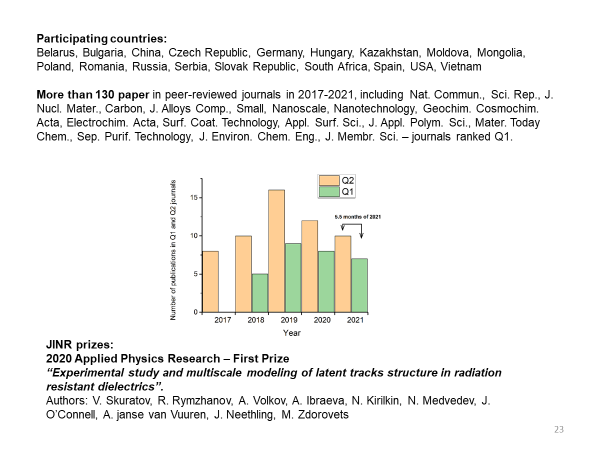 Participating countries:
Belarus, Bulgaria, China, Czech Republic, Germany, Hungary, Kazakhstan, Moldova, Mongolia,
Poland, Romania, Russia, Serbia, Slovak Republic, South Africa, Spain, USA, Vietnam
More than 130 paper in peer-reviewed journals in 2017-2021, including Nat. Commun., Sci. Rep., J.
Nucl. Mater., Carbon, J. Alloys Comp., Small, Nanoscale, Nanotechnology, Geochim. Cosmochim.
Acta, Electrochim. Acta, Surf. Coat. Technology, Appl. Surf. Sci., J. Appl. Polym. Sci., Mater. Today
Chem., Sep. Purif. Technology, J. Environ. Chem. Eng., J. Membr. Sci. – journals ranked Q1.
Number of publications in Q1 and Q2 journals
15
10
5
0
Q2
Q1
5.5 months of 2021
2017 2018 2019 2020 2021
Year
JINR prizes:
2020 Applied Physics Research – First Prize
“Experimental study and multiscale modeling of latent tracks structure in radiation
resistant dielectrics”.
Authors: V. Skuratov, R. Rymzhanov, A. Volkov, A. Ibraeva, N. Kirilkin, N. Medvedev, J.
O’Connell, A. janse van Vuuren, J. Neethling, M. Zdorovets
23